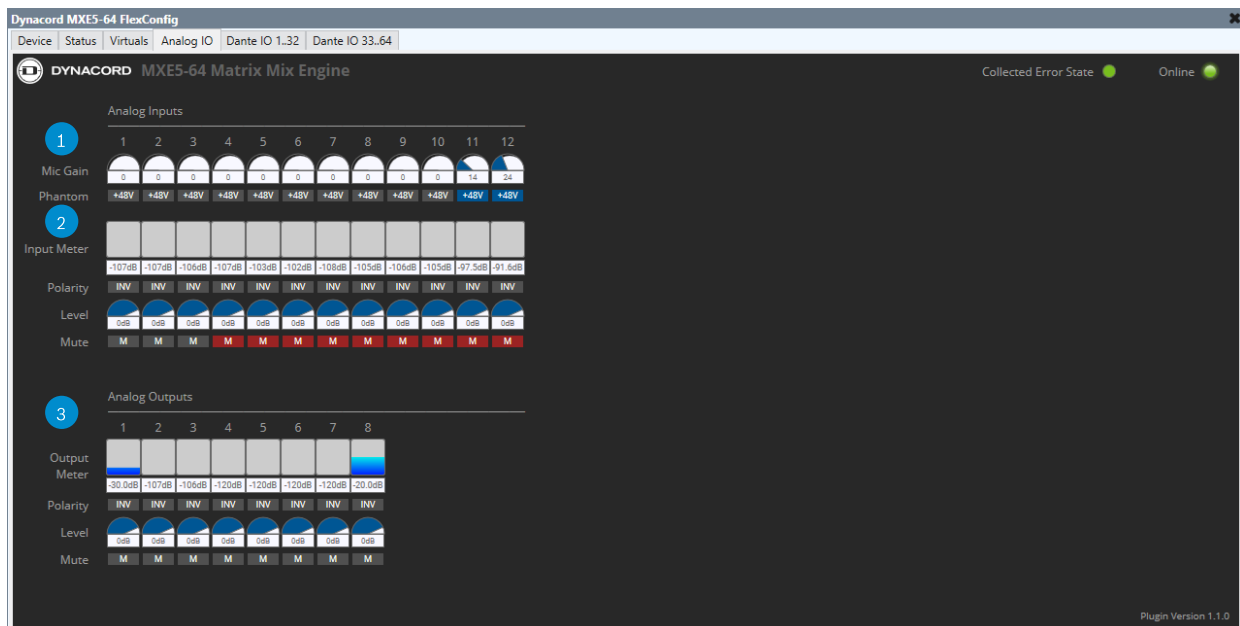 Dynacord MXE5-64 FlexConfig
Device Status Virtuals Analog IO Dante IO 1..32 Dante IO 33..64
DYNACORD MXE5-64 Matrix Mix Engine Collected Error State Online
Analog Inputs
1
1 2 3 4 5 6 7 8 9 10 11 12
Mic Gain 0 0 0 0 0 0 0 0 0 0 14 24
Phantom +48V +48V +48V +48V +48V +48V +48V +48V +48V +48V +48V +48V
2
Input Meter
-107dB -107dB -106dB -107dB -103dB -102dB -108dB -105dB -106dB -105dB -97.5dB -91.6dB
Polarity INV INV INV INV INV INV INV INV INV INV INV INV
Level 0dB 0dB 0dB 0dB 0dB 0dB 0dB 0dB 0dB 0dB 0dB 0dB
Mute M M M M M M M M M M M M
Analog Outputs
3
1 2 3 4 5 6 7 8
Output
Meter
-30.0dB -107dB -106dB -120dB -120dB -120dB -120dB -20.0dB
Polarity INV INV INV INV INV INV INV INV
Level 0dB 0dB 0dB 0dB 0dB 0dB 0dB 0dB
Mute M M M M M M M M
Plugin Version 1.1.0